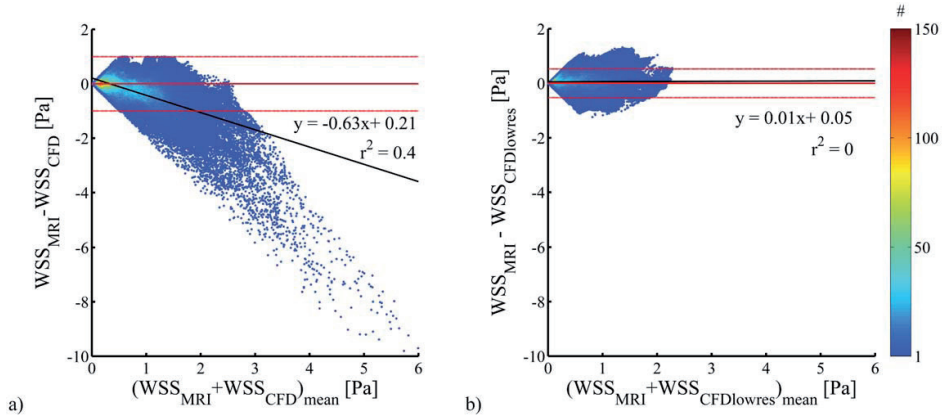 2
0
-2
-4
-6
-8
-10
0 1 2 3 4 5 6
WSS_MRI-WSS_CFD [Pa]
y = -0.63x+ 0.21
r² = 0.4
(WSS_MRI+WSS_CFD)_mean [Pa]
a)
2
0
-2
-4
-6
-8
-10
0 1 2 3 4 5 6
WSS_MRI - WSS_CFDlowres [Pa]
y = 0.01x+ 0.05
r² = 0
(WSS_MRI+WSS_CFDlowres)_mean [Pa]
b)
#
150
100
50
1